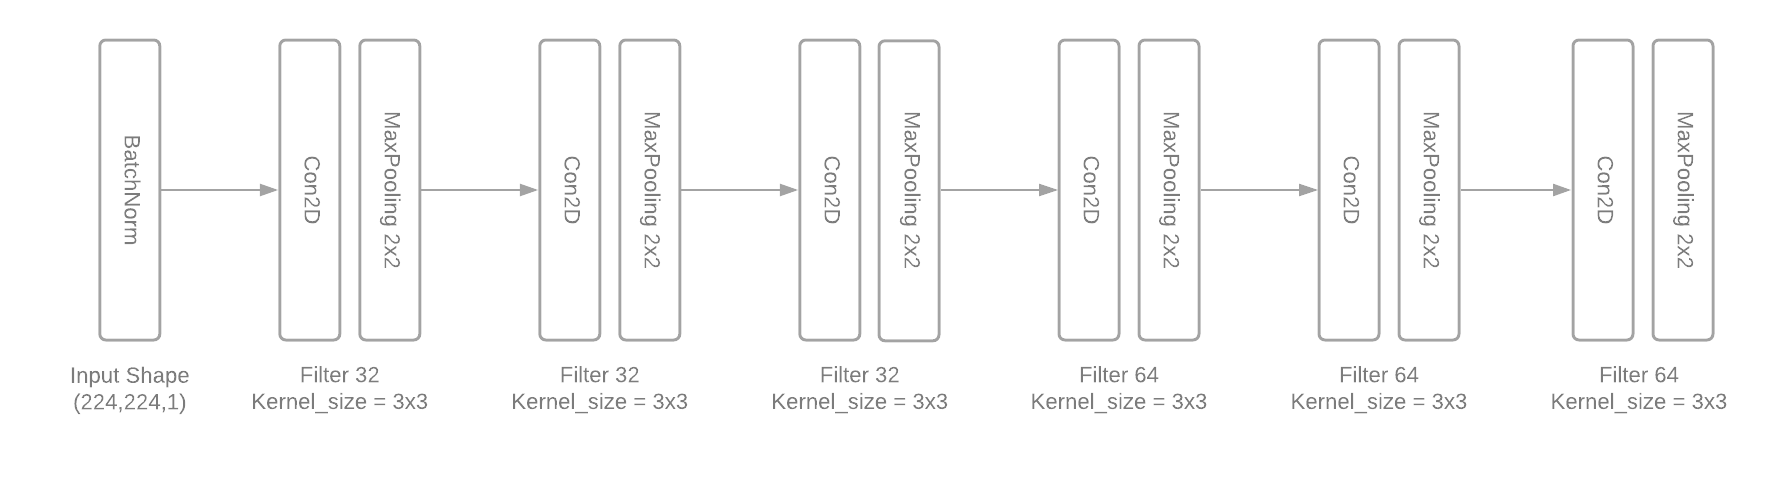 BatchNorm
Input Shape
(224,224,1)
Con2D
MaxPooling 2x2
Filter 32
Kernel_size = 3x3
Con2D
MaxPooling 2x2
Filter 32
Kernel_size = 3x3
Con2D
MaxPooling 2x2
Filter 32
Kernel_size = 3x3
Con2D
MaxPooling 2x2
Filter 64
Kernel_size = 3x3
Con2D
MaxPooling 2x2
Filter 64
Kernel_size = 3x3
Con2D
MaxPooling 2x2
Filter 64
Kernel_size = 3x3